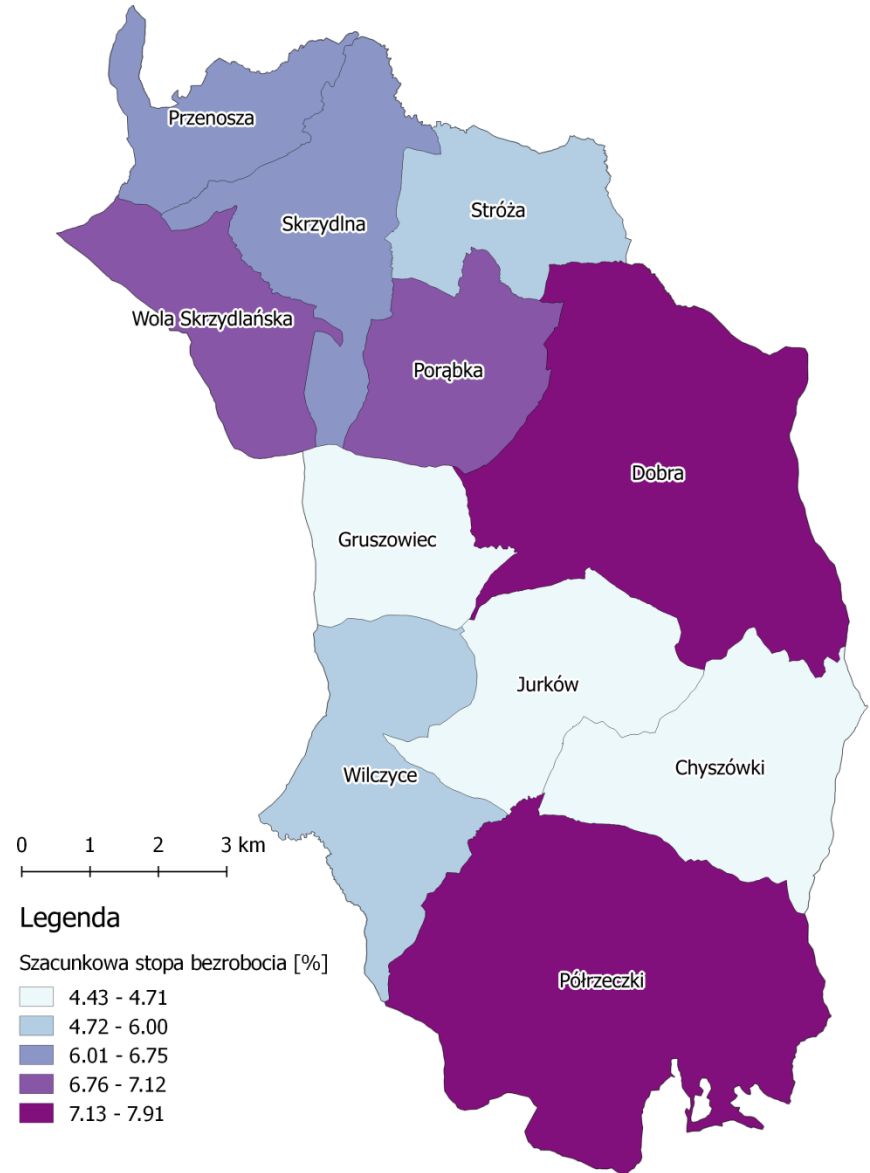 Przenosza
Skrzydlna
Stróża
Wola Skrzydlańska
Porąbka
Dobra
Gruszowiec
Jurków
Chyszówki
Wilczyce
Półrzeczki
0 1 2 3 km
Legenda
Szacunkowa stopa bezrobocia [%]
4.43 - 4.71
4.72 - 6.00
6.01 - 6.75
6.76 - 7.12
7.13 - 7.91